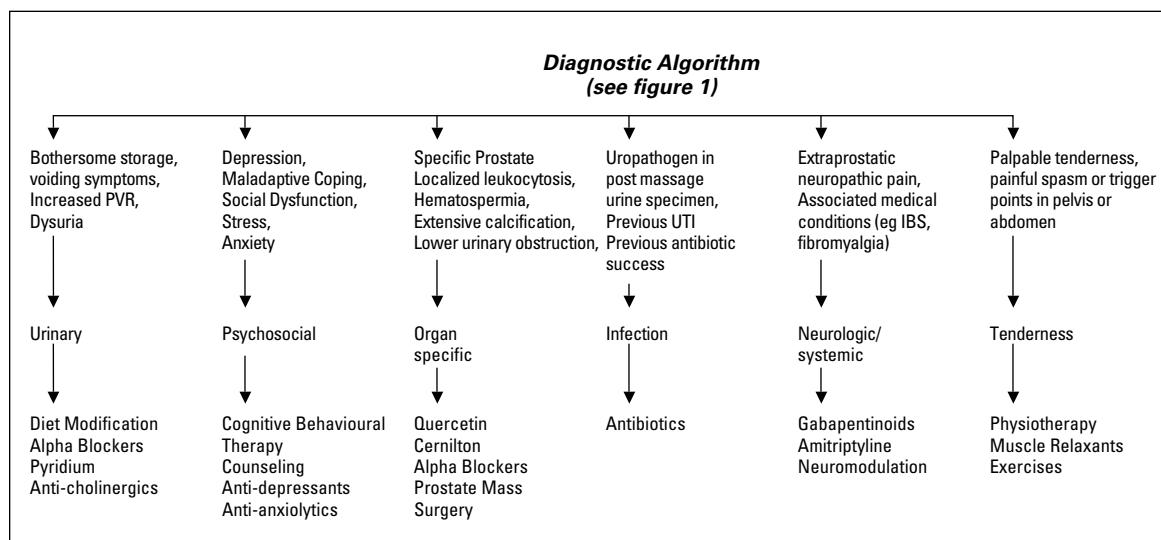 Diagnostic Algorithm
(see figure 1)
Bothersome storage,
voiding symptoms,
Increased PVR,
Dysuria
Depression,
Maladaptive Coping,
Social Dysfunction,
Stress,
Anxiety
Specific Prostate
Localized leukocytosis,
Hematospermia,
Extensive calcification,
Lower urinary obstruction,
Uropathogen in
post massage
urine specimen,
Previous UTI
Previous antibiotic
success
Extraprostatic
neuropathic pain,
Associated medical
conditions (eg IBS,
fibromyalgia)
Palpable tenderness,
painful spasm or trigger
points in pelvis or
abdomen
Urinary
Psychosocial
Organ
specific
Infection
Neurologic/
systemic
Tenderness
Diet Modification
Alpha Blockers
Pyridium
Anti-cholinergics
Cognitive Behavioural
Therapy
Counseling
Anti-depressants
Anti-anxiolytics
Quercetin
Cernilton
Alpha Blockers
Prostate Mass
Surgery
Antibiotics
Gabapentinoids
Amitriptyline
Neuromodulation
Physiotherapy
Muscle Relaxants
Exercises